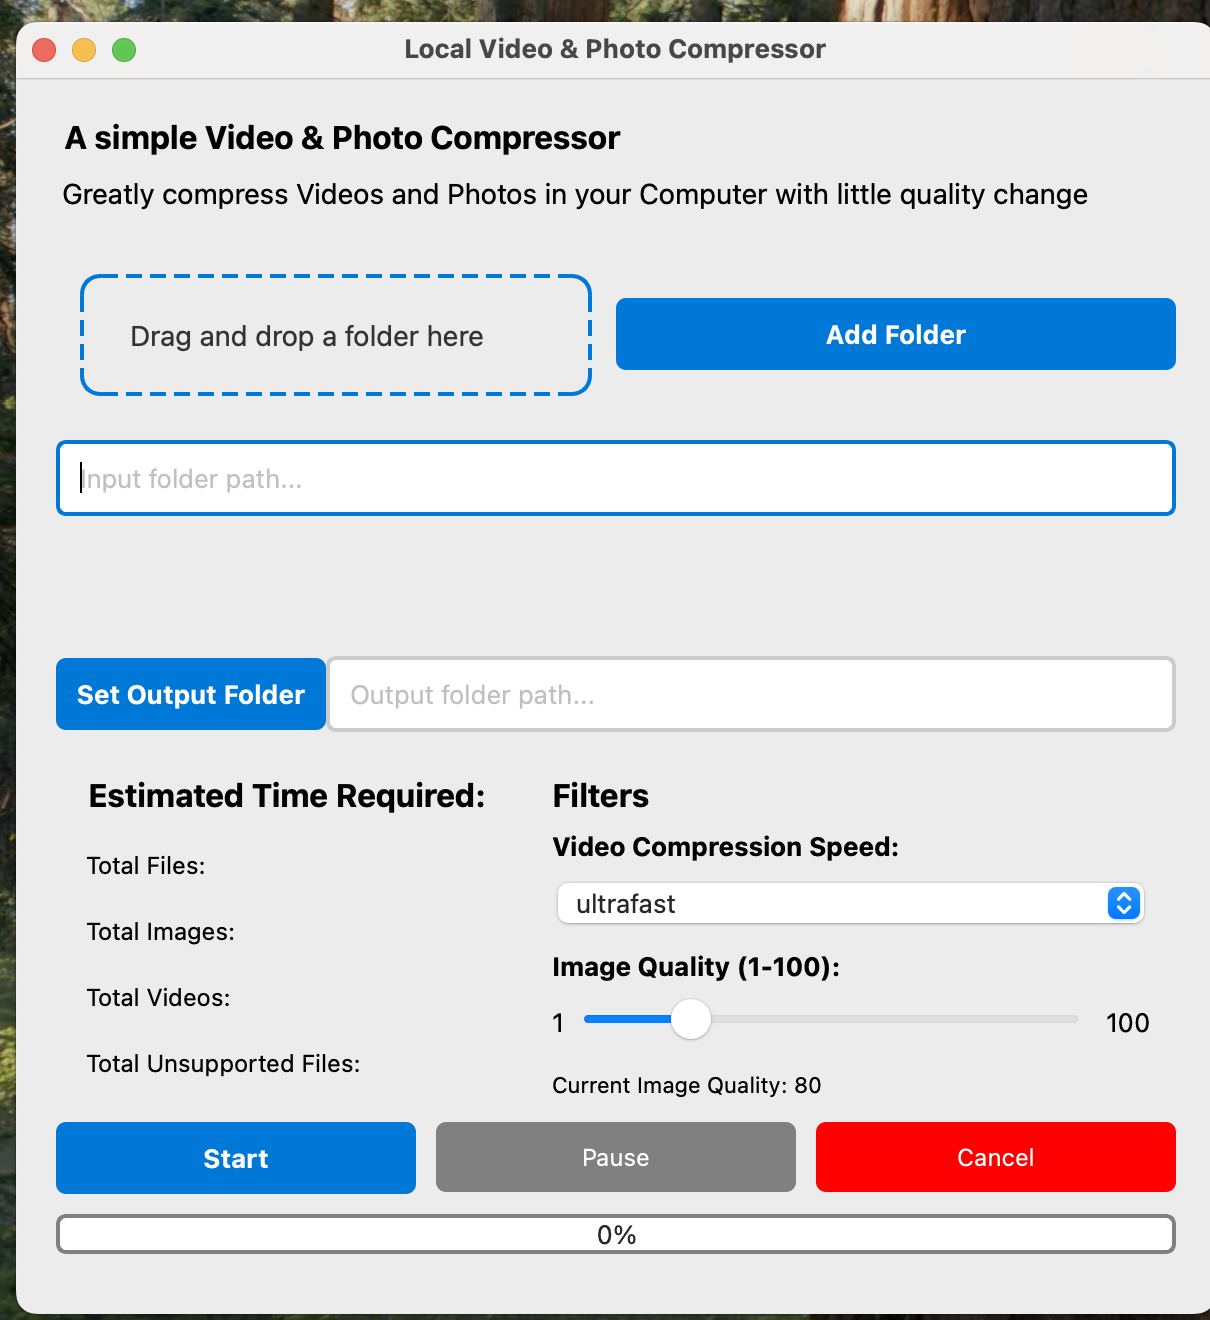 Local Video & Photo Compressor
A simple Video & Photo Compressor
Greatly compress Videos and Photos in your Computer with little quality change
Drag and drop a folder here
Add Folder
Input folder path...
Set Output Folder
Output folder path...
Estimated Time Required:
Total Files:
Total Images:
Total Videos:
Total Unsupported Files:
Filters
Video Compression Speed:
ultrafast
Image Quality (1-100):
1
100
Current Image Quality: 80
Start
Pause
Cancel
0%